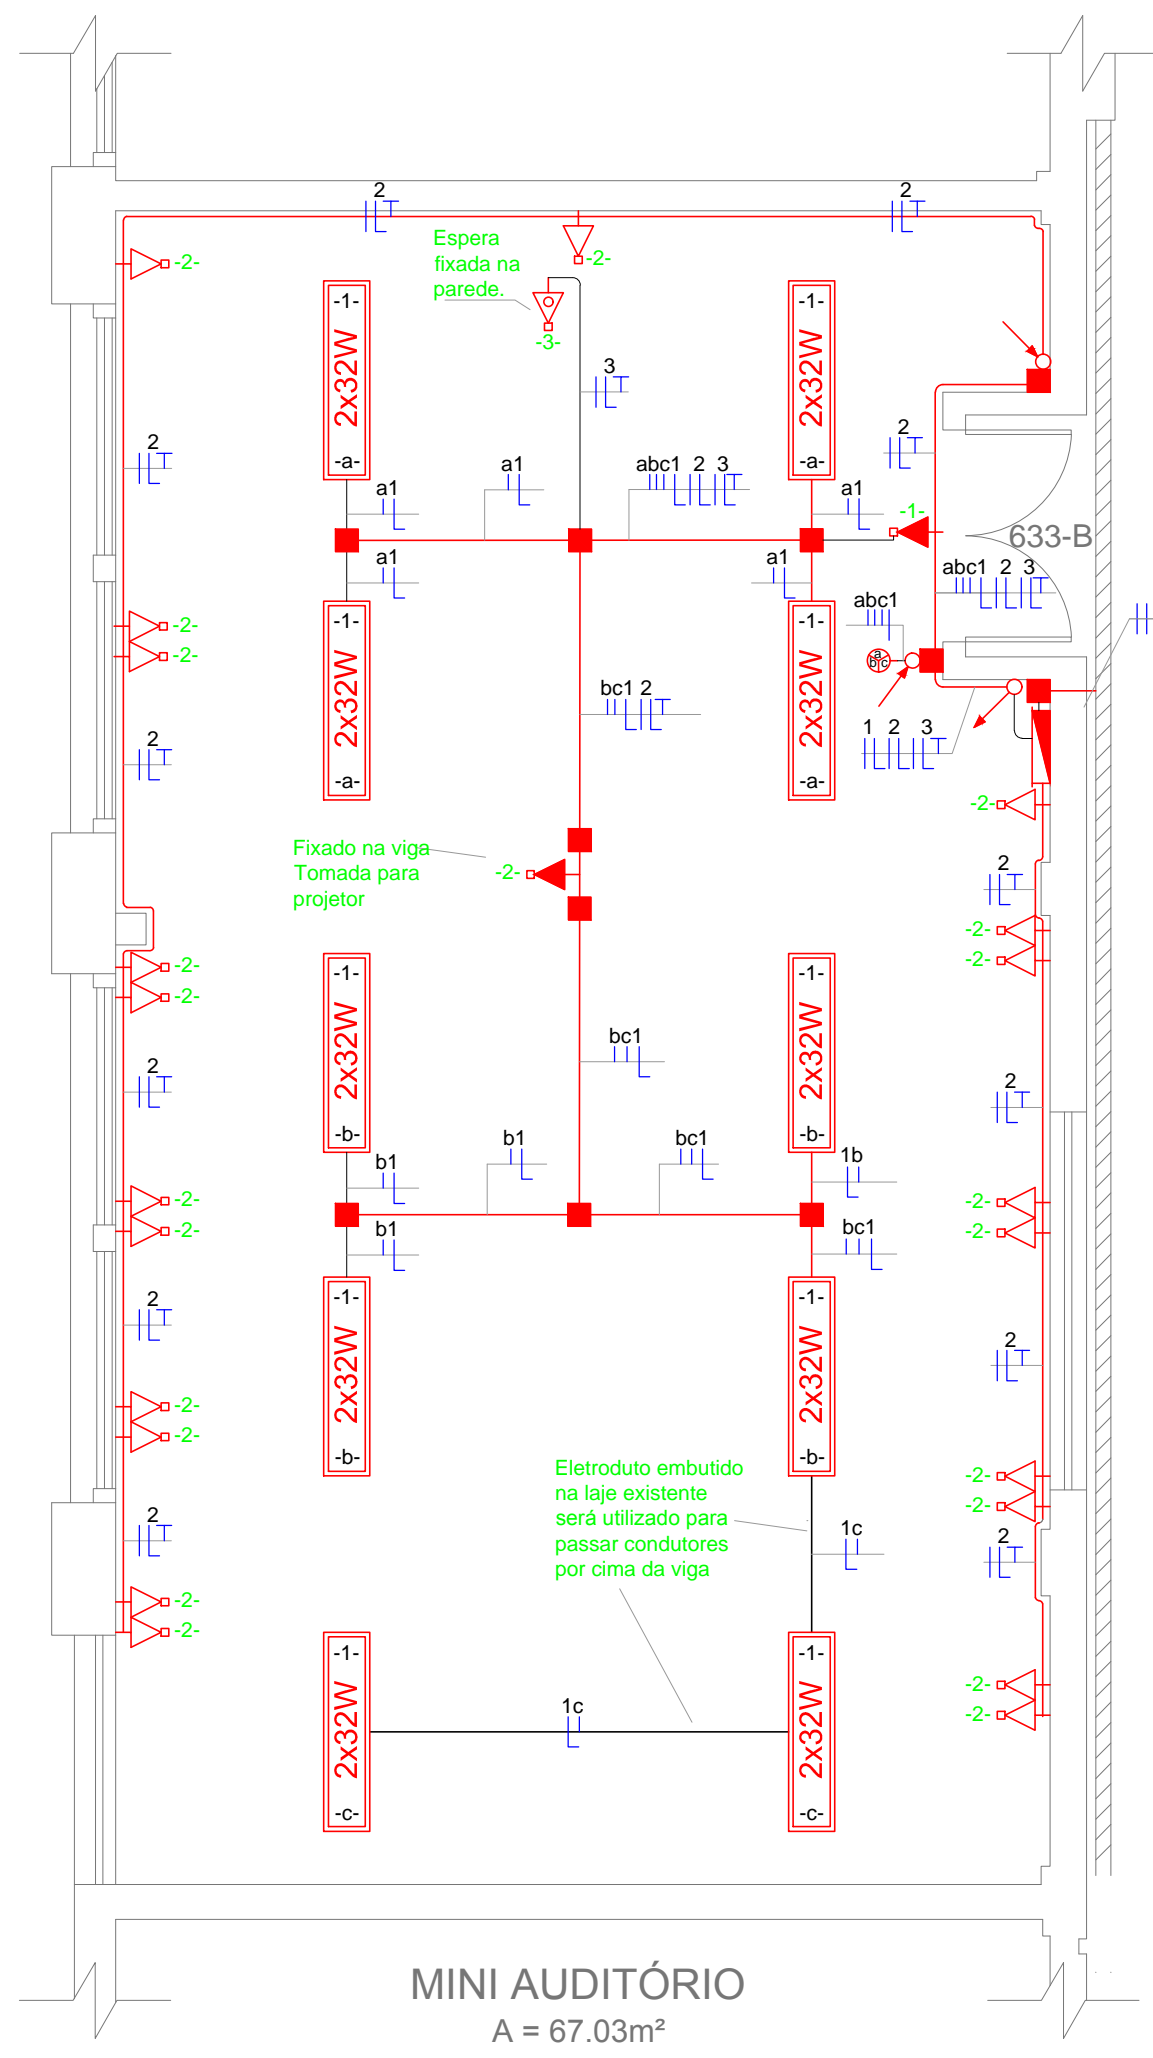 2
2
-2-
Espera
fixada na
parede.
-2-
-3-
-1-
2x32W
-a-
-1-
2x32W
-a-
3
2
2
a1
a1
abc1 2 3
a1
-1-
633-B
a1
a1
abc1
abc1 2 3
-2-
-2-
-1-
2x32W
-a-
-1-
2x32W
-a-
bc1 2
2
1 2 3
-2-
Fixado na viga
Tomada para
projetor
-2-
2
-2-
-2-
-2-
-2-
-1-
2x32W
-b-
-1-
2x32W
-b-
bc1
2
2
b1
b1
bc1
1b
-2-
-2-
-2-
-2-
b1
bc1
2
-1-
2x32W
-b-
-1-
2x32W
-b-
2
-2-
-2-
Eletroduto embutido
na laje existente
será utilizado para
passar condutores
por cima da viga
-2-
-2-
2
1c
2
-2-
-2-
-1-
2x32W
-c-
1c
-1-
2x32W
-c-
-2-
-2-
MINI AUDITÓRIO
A = 67.03m²